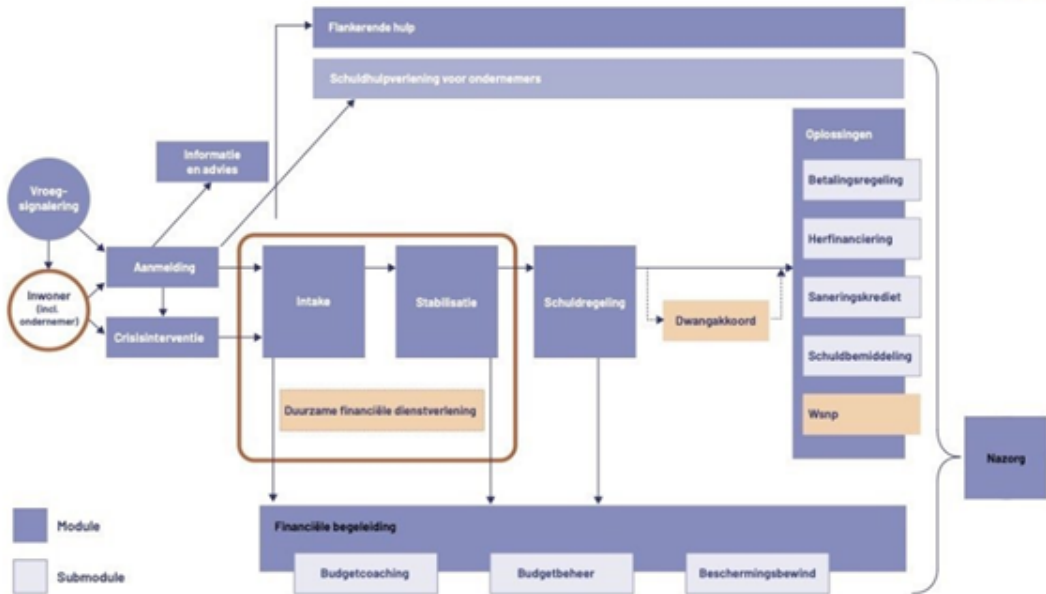 Flankerende hulp
Schuldhulpverlening voor ondernemers
Oplossingen
Informatie
en advies
Betalingsregeling
Vroeg-
signalering
Herfinanciering
Aanmelding
Inwoner
(incl.
ondernemer)
Intake
Stabilisatie
Schuldregeling
Saneringskrediet
Dwangakkoord
Crisisinterventie
Schuldbemiddeling
Duurzame financiële dienstverlening
Wsnp
Nazorg
Module
Financiële begeleiding
Submodule
Budgetcoaching
Budgetbeheer
Beschermingsbewind